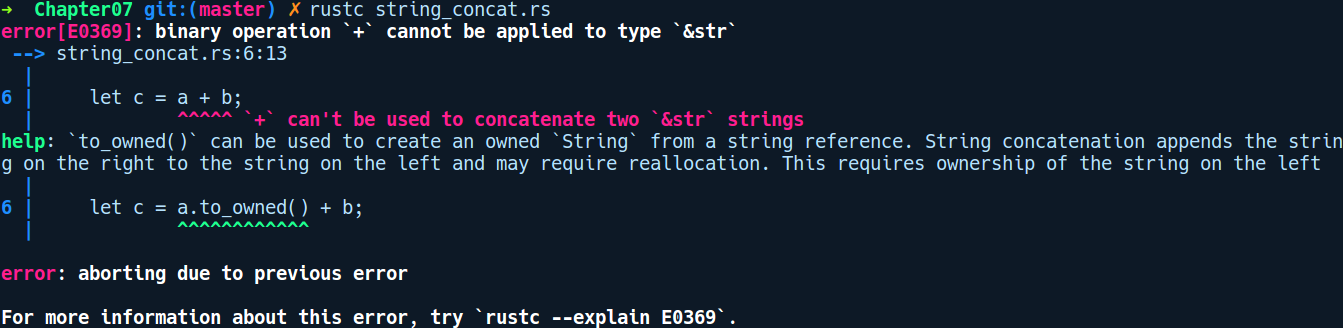 ➜  Chapter07 git:(master) ✗ rustc string_concat.rs
error[E0369]: binary operation `+` cannot be applied to type `&str`
 --> string_concat.rs:6:13
  |
6 |     let c = a + b;
  |             ^^^^^ `+` can't be used to concatenate two `&str` strings
help: `to_owned()` can be used to create an owned `String` from a string reference. String concatenation appends the strin
g on the right to the string on the left and may require reallocation. This requires ownership of the string on the left
  |
6 |     let c = a.to_owned() + b;
  |             ^^^^^^^^^^^^
error: aborting due to previous error
For more information about this error, try `rustc --explain E0369`.